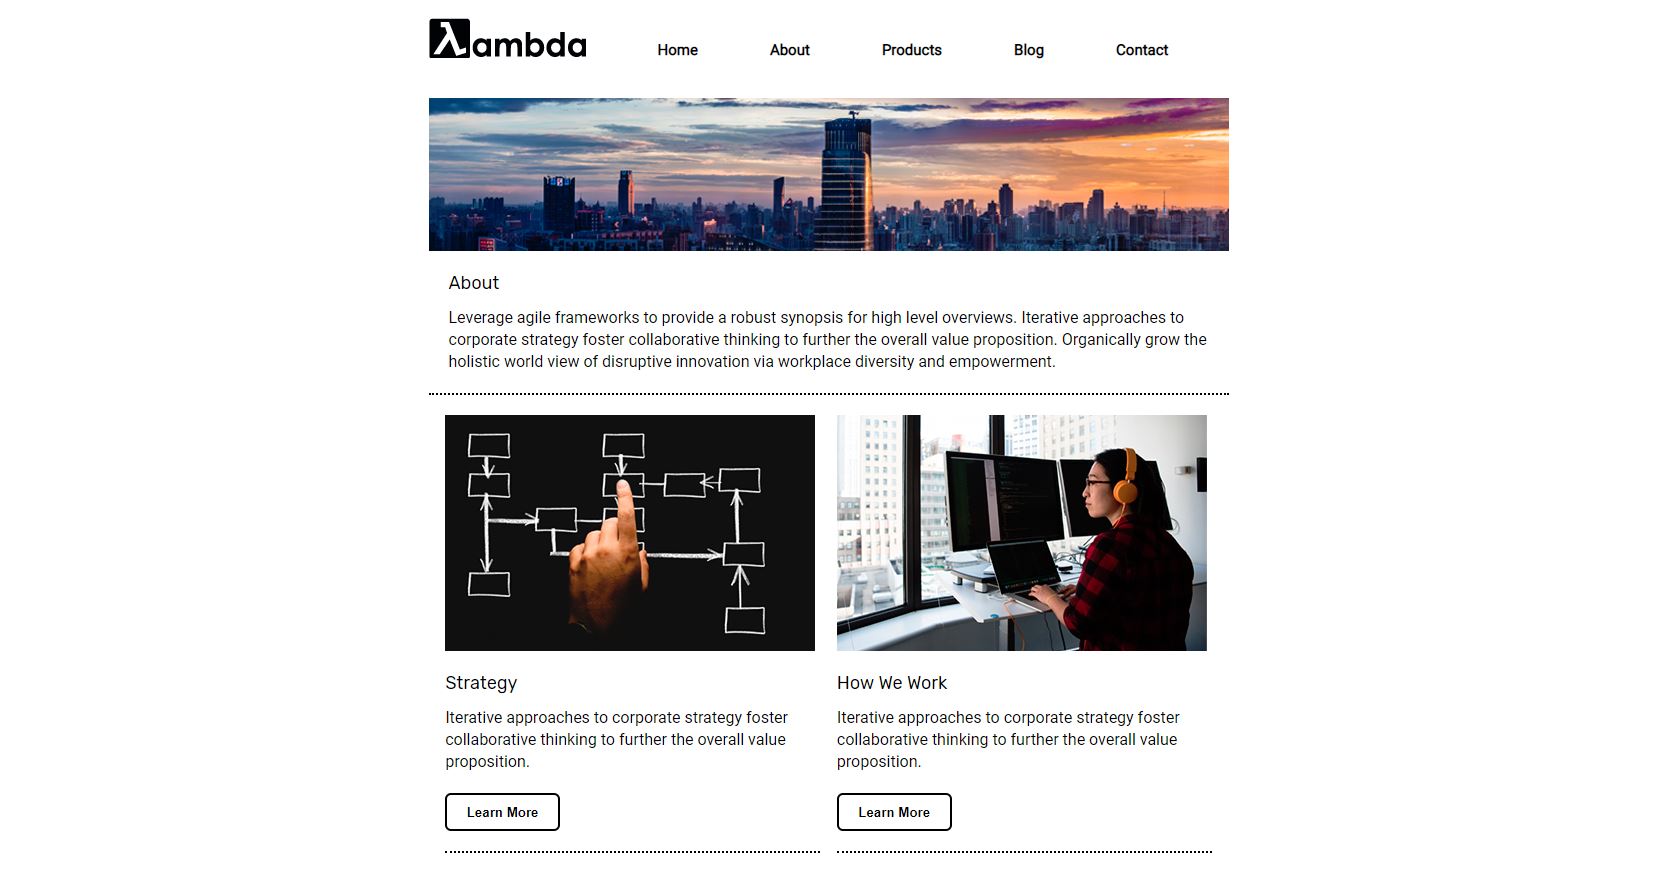 λambda
Home About Products Blog Contact
About
Leverage agile frameworks to provide a robust synopsis for high level overviews. Iterative approaches to
corporate strategy foster collaborative thinking to further the overall value proposition. Organically grow the
holistic world view of disruptive innovation via workplace diversity and empowerment.
Strategy
Iterative approaches to corporate strategy foster
collaborative thinking to further the overall value
proposition.
Learn More
How We Work
Iterative approaches to corporate strategy foster
collaborative thinking to further the overall value
proposition.
Learn More